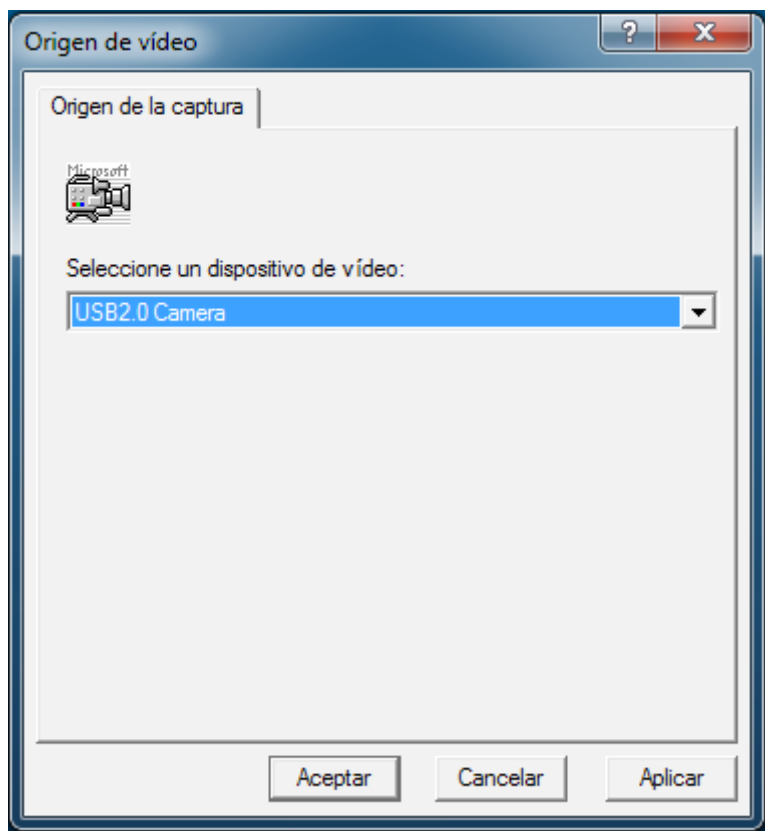 Origen de vídeo
Origen de la captura
Microsoft
Seleccione un dispositivo de vídeo:
USB2.0 Camera
Aceptar
Cancelar
Aplicar